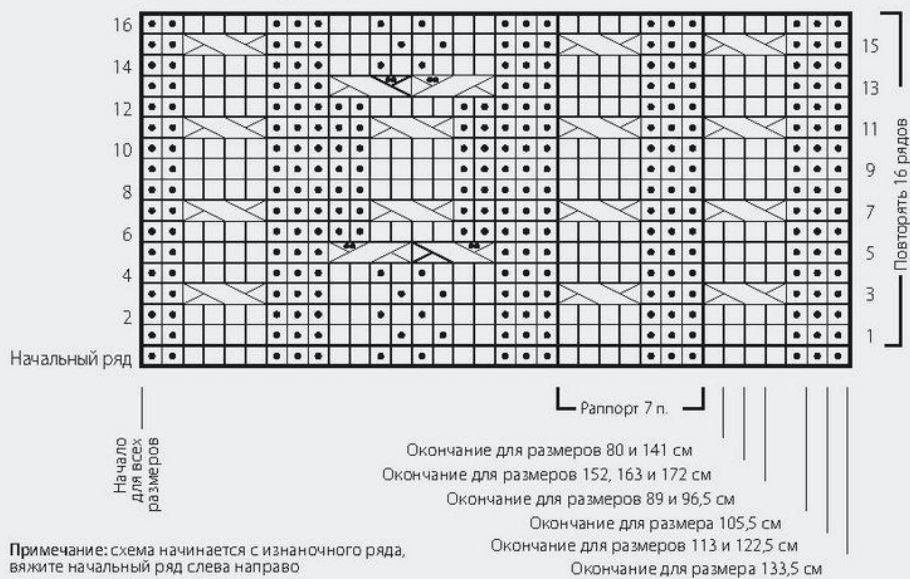 16
15
14
13
12
11
10
9
8
7
6
5
4
3
2
1
Начальный ряд
Повторять 16 рядов
Раппорт 7 п.
Начало
для всех
размеров
Окончание для размеров 80 и 141 см
Окончание для размеров 152, 163 и 172 см
Окончание для размеров 89 и 96,5 см
Окончание для размера 105,5 см
Окончание для размеров 113 и 122,5 см
Окончание для размера 133,5 см
Примечание: схема начинается с изнаночного ряда,
вяжите начальный ряд слева направо